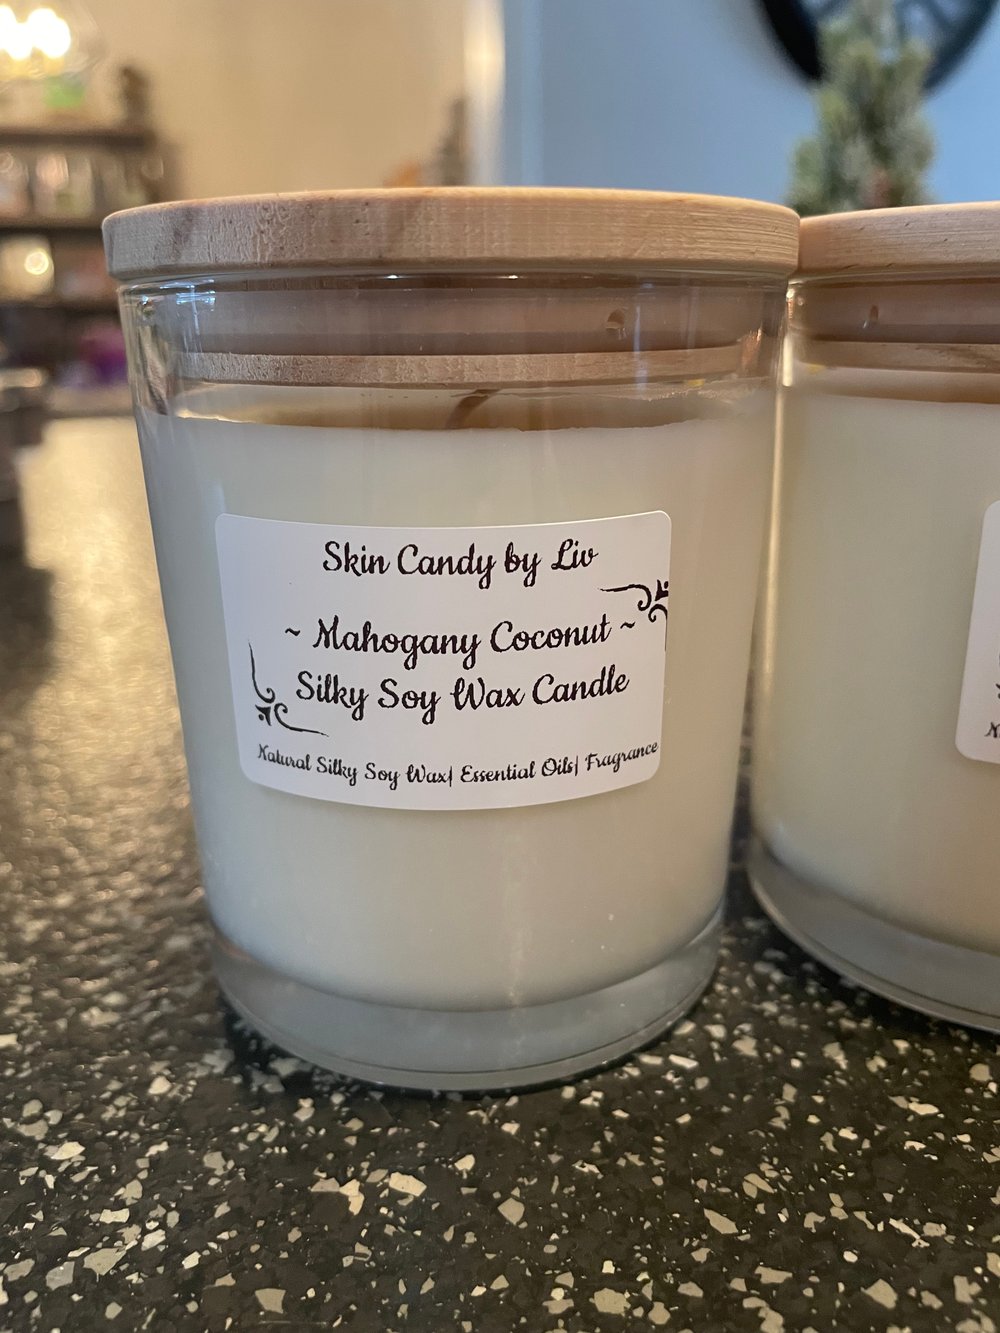 Skin Candy by Liv
~ Mahogany Coconut ~
Silky Soy Wax Candle
Natural Silky Soy Wax| Essential Oils| Fragrance